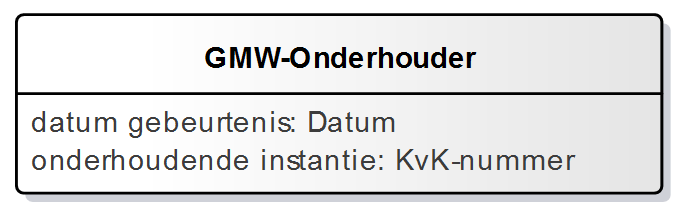 GMW-Onderhouder
datum gebeurtenis: Datum
onderhoudende instantie: KvK-nummer